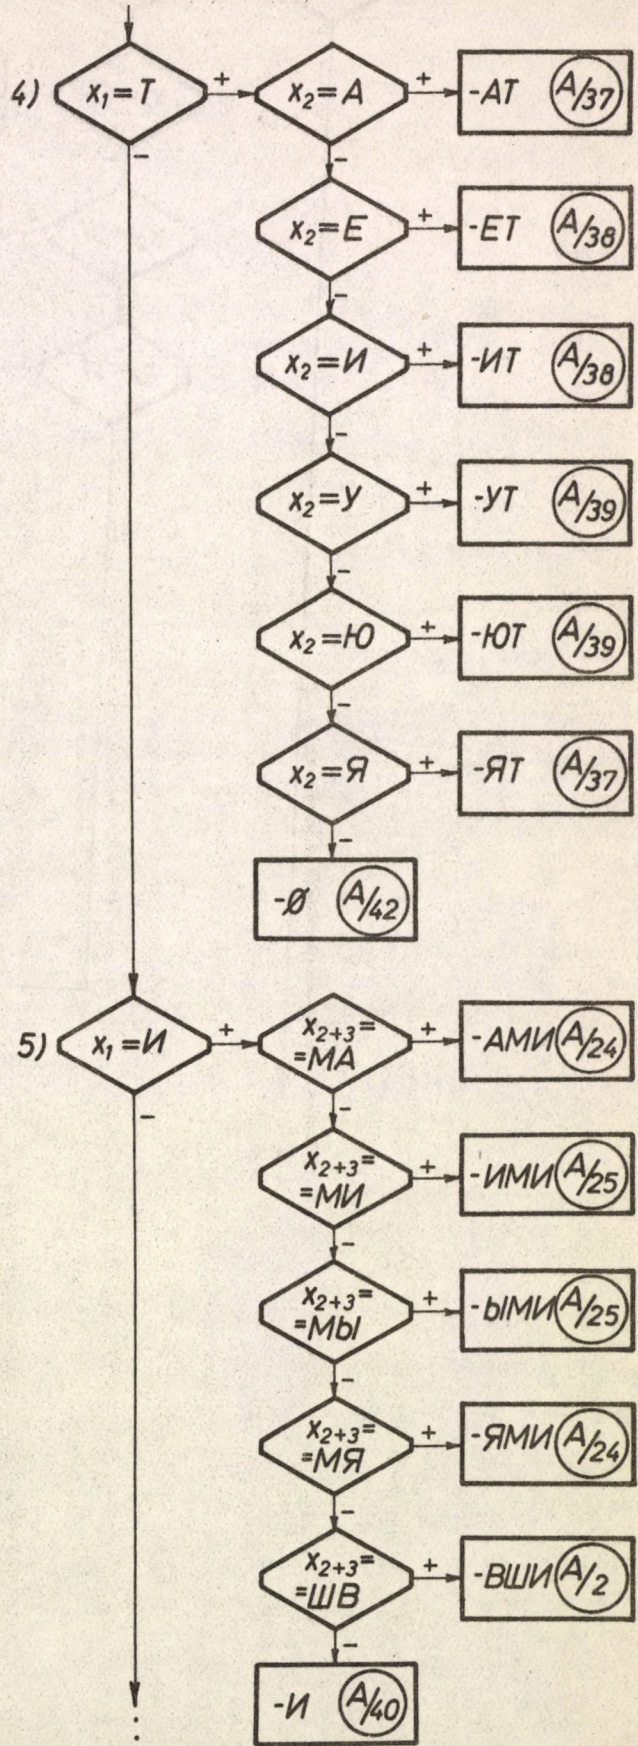 4) x₁=T + x₂=A + -AT A/37
-
-
x₂=E + -ET A/38
-
x₂=И + -ИТ A/38
-
x₂=У + -УТ A/39
-
x₂=Ю + -ЮТ A/39
-
x₂=Я + -ЯТ A/37
-
-Ø A/42
5) x₁=И + x₂₊₃= + -АМИ A/24
=МА
-
-
x₂₊₃= + -ИМИ A/25
=МИ
-
x₂₊₃= + -ЫМИ A/25
=МЫ
-
x₂₊₃= + -ЯМИ A/24
=МЯ
-
x₂₊₃= + -ВШИ A/2
=ШВ
-
-И A/40
⋮